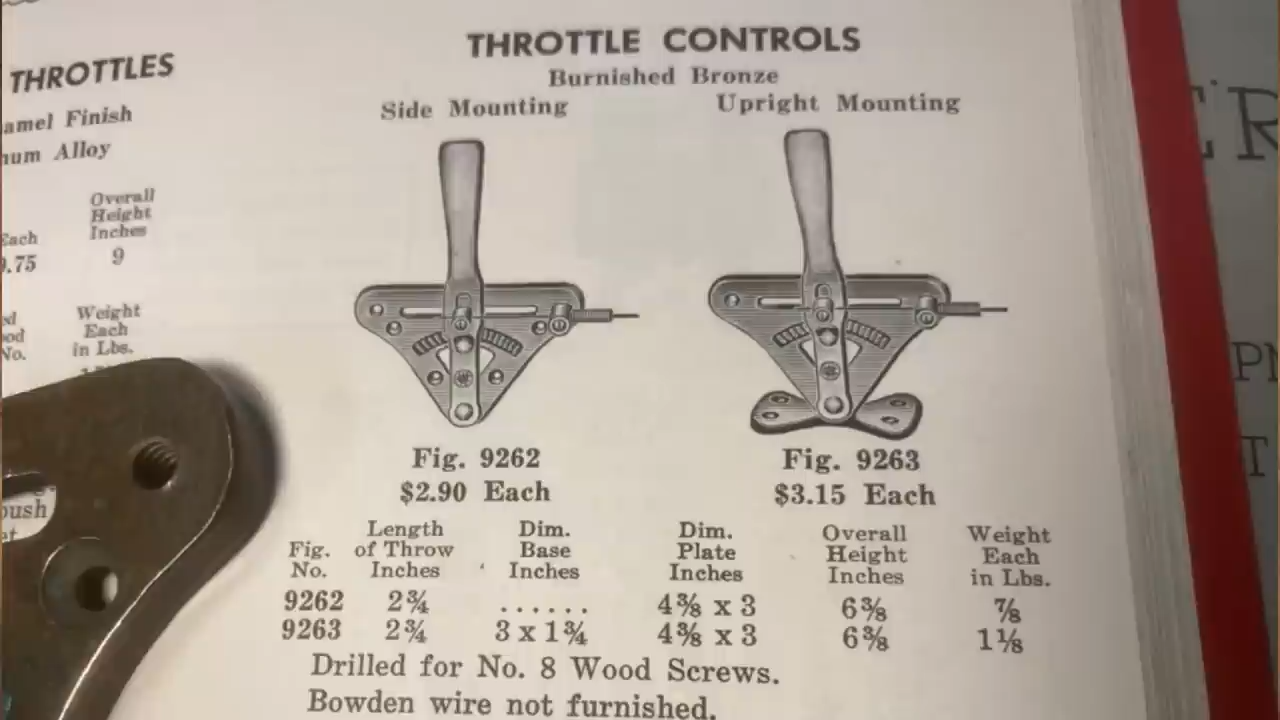 THROTTLES
Finish
Alloy
Overall
Height
Inches
Each
9
Weight
Each
in Lbs.
No.
THROTTLE CONTROLS
Burnished Bronze
Side Mounting
Upright Mounting
Fig. 9262
$2.90 Each
Fig. 9263
$3.15 Each
Fig. No. Length of Throw Inches Dim. Base Inches Dim. Plate Inches Overall Height Inches Weight Each in Lbs.
9262 2¾ ...... 4⅜ x 3 6⅜ ⅞
9263 2¾ 3 x 1¾ 4⅜ x 3 6⅜ 1⅛
Drilled for No. 8 Wood Screws.
Bowden wire not furnished.